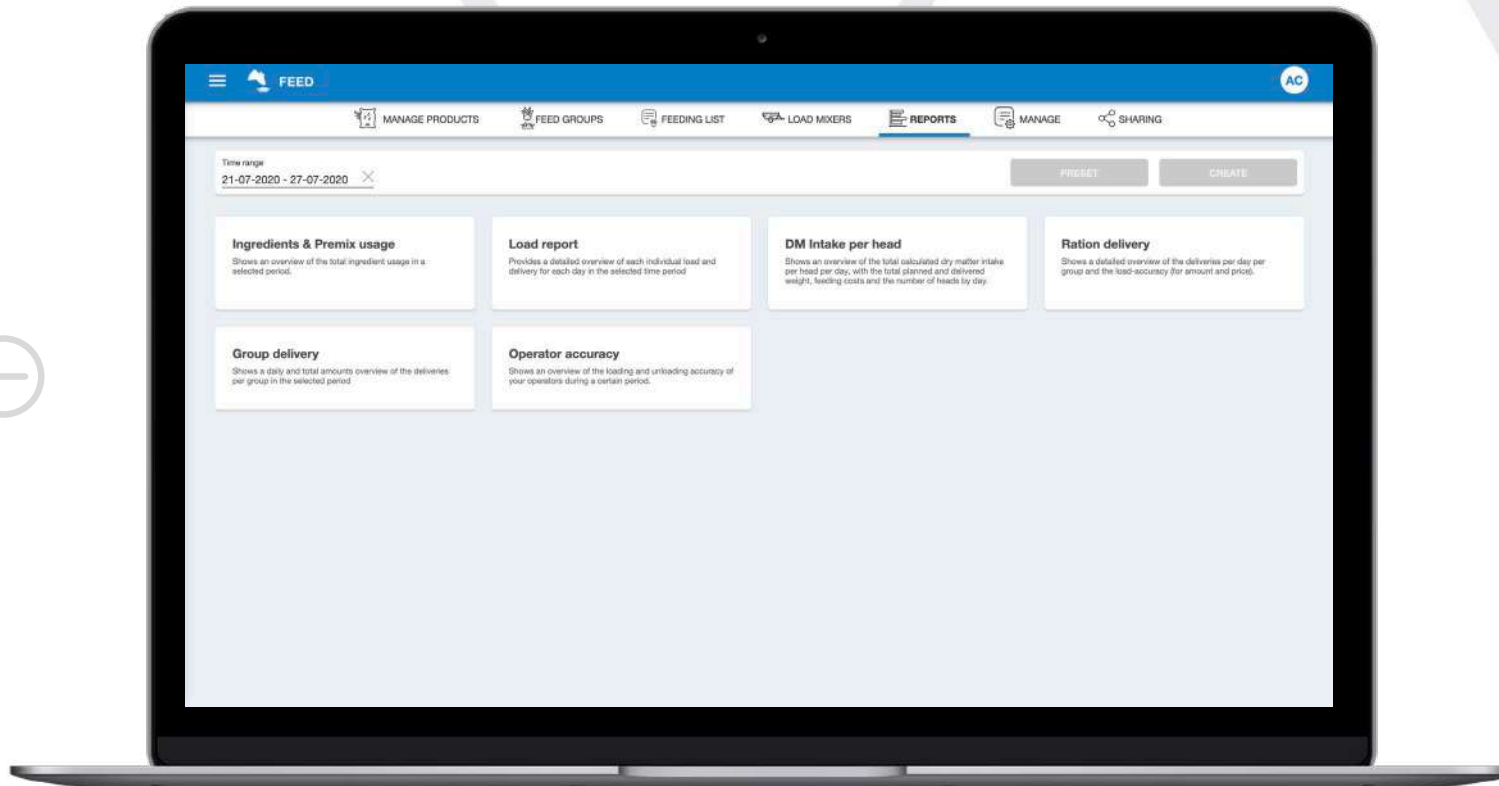 FEED
AC
MANAGE PRODUCTS
FEED GROUPS
FEEDING LIST
LOAD MIXERS
REPORTS
MANAGE
SHARING
Time range
21-07-2020 - 27-07-2020
PRESET
CREATE
Ingredients & Premix usage
Shows an overview of the total ingredient usage in a
selected period.
Load report
Provides a detailed overview of each individual load and
delivery for each day in the selected time period
DM Intake per head
Shows an overview of the total calculated dry matter intake
per head per day, with the total planned and delivered
weight, feeding costs and the number of heads by day.
Ration delivery
Shows a detailed overview of the deliveries per day per
group and the load-accuracy (for amount and price).
Group delivery
Shows a daily and total amounts overview of the deliveries
per group in the selected period
Operator accuracy
Shows an overview of the loading and unloading accuracy of
your operators during a certain period.